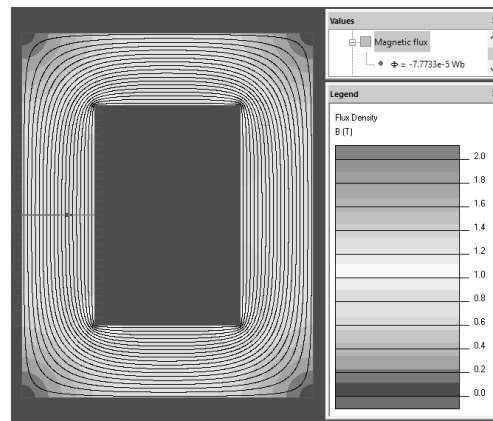 Values
Magnetic flux
Φ = -7.7733e-5 Wb
Legend
Flux Density
B (T)
2.0
1.8
1.6
1.4
1.2
1.0
0.8
0.6
0.4
0.2
0.0